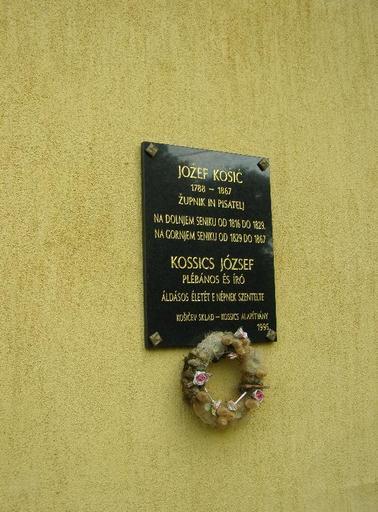 JOŽEF KOŠIČ
1788 – 1867
ŽUPNIK IN PISATELJ
NA DOLNJEM SENIKU OD 1816 DO 1829.
NA GORNJEM SENIKU OD 1829 DO 1867
KOSSICS JÓZSEF
PLÉBÁNOS ÉS ÍRÓ
ÁLDÁSOS ÉLETÉT E NÉPNEK SZENTELTE
KOŠIČEV SKLAD – KOSSICS ALAPÍTVÁNY
1995